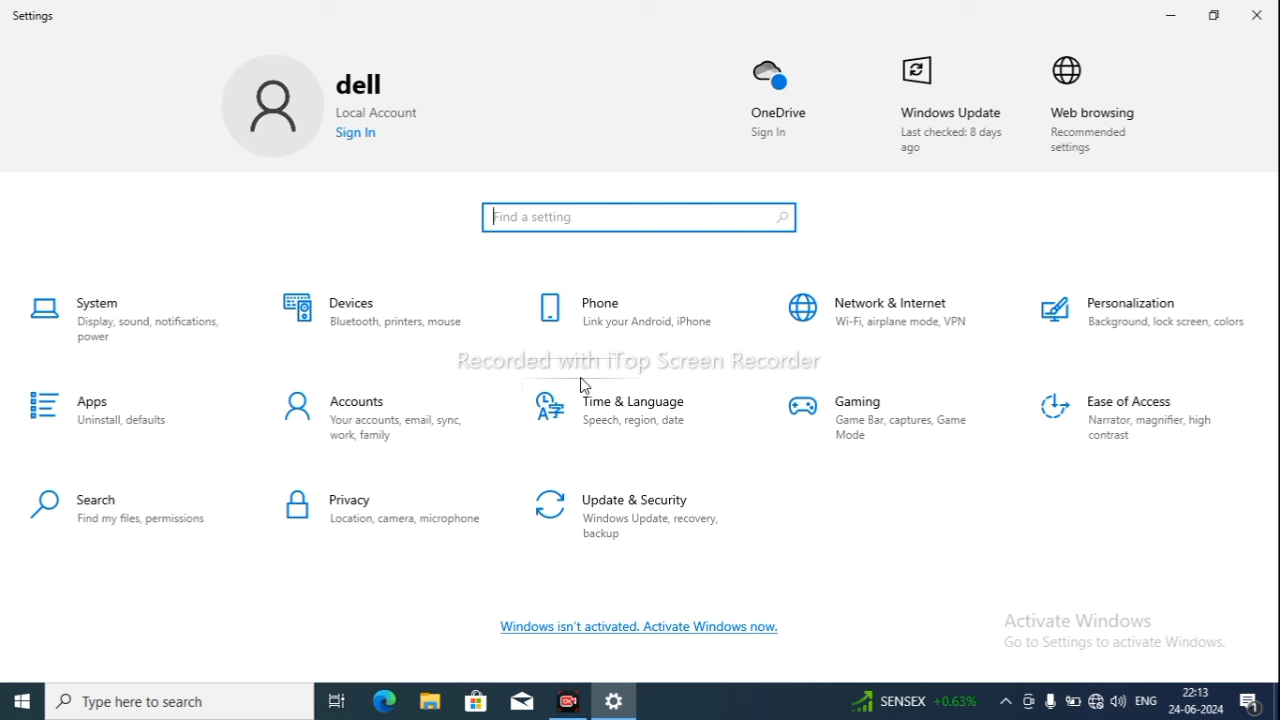 Settings
dell
Local Account
Sign In
OneDrive
Sign In
Windows Update
Last checked: 8 days
ago
Web browsing
Recommended
settings
Find a setting
System
Display, sound, notifications,
power
Devices
Bluetooth, printers, mouse
Phone
Link your Android, iPhone
Network & Internet
Wi-Fi, airplane mode, VPN
Personalization
Background, lock screen, colors
Recorded with iTop Screen Recorder
Apps
Uninstall, defaults
Accounts
Your accounts, email, sync,
work, family
Time & Language
Speech, region, date
Gaming
Game Bar, captures, Game
Mode
Ease of Access
Narrator, magnifier, high
contrast
Search
Find my files, permissions
Privacy
Location, camera, microphone
Update & Security
Windows Update, recovery,
backup
Windows isn't activated. Activate Windows now.
Activate Windows
Go to Settings to activate Windows.
Type here to search
SENSEX +0.63%
ENG
22:13
24-06-2024
1